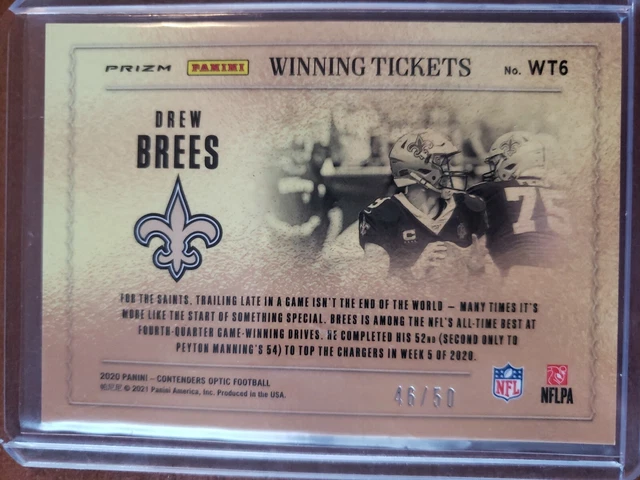 PRIZM PANINI WINNING TICKETS No. WT6
DREW
BREES
75
C
FOR THE SAINTS, TRAILING LATE IN A GAME ISN'T THE END OF THE WORLD – MANY TIMES IT'S
MORE LIKE THE START OF SOMETHING SPECIAL. BREES IS AMONG THE NFL'S ALL-TIME BEST AT
FOURTH-QUARTER GAME-WINNING DRIVES. HE COMPLETED HIS 52ND (SECOND ONLY TO
PEYTON MANNING'S 54) TO TOP THE CHARGERS IN WEEK 5 OF 2020.
2020 PANINI – CONTENDERS OPTIC FOOTBALL
© 2021 Panini America, Inc. Produced in the USA.
46/50
NFL
NFLPA